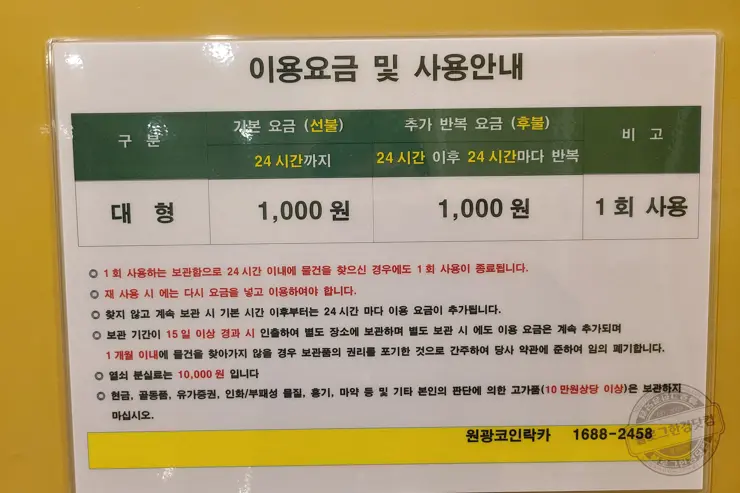 이용요금 및 사용안내
구 분
기본 요금 (선불)
추가 반복 요금 (후불)
비 고
24시간까지
24시간 이후 24시간마다 반복
대 형
1,000 원
1,000 원
1 회 사용
1 회 사용하는 보관함으로 24 시간 이내에 물건을 찾으신 경우에도 1 회 사용이 종료됩니다.
재 사용 시 에는 다시 요금을 넣고 이용하여야 합니다.
찾지 않고 계속 보관 시 기본 시간 이후부터는 24 시간 마다 이용 요금이 추가됩니다.
보관 기간이 15 일 이상 경과 시 인출하여 별도 장소에 보관하며 별도 보관 시 에도 이용 요금은 계속 추가되며
1 개월 이내에 물건을 찾아가지 않을 경우 보관품의 권리를 포기한 것으로 간주하여 당사 약관에 준하여 임의 폐기합니다.
열쇠 분실료는 10,000 원 입니다
현금, 골동품, 유가증권, 인화/부패성 물질, 흉기, 마약 등 및 기타 본인의 판단에 의한 고가품(10 만원상당 이상)은 보관하지
마십시오.
원광코인락카 1688-2458